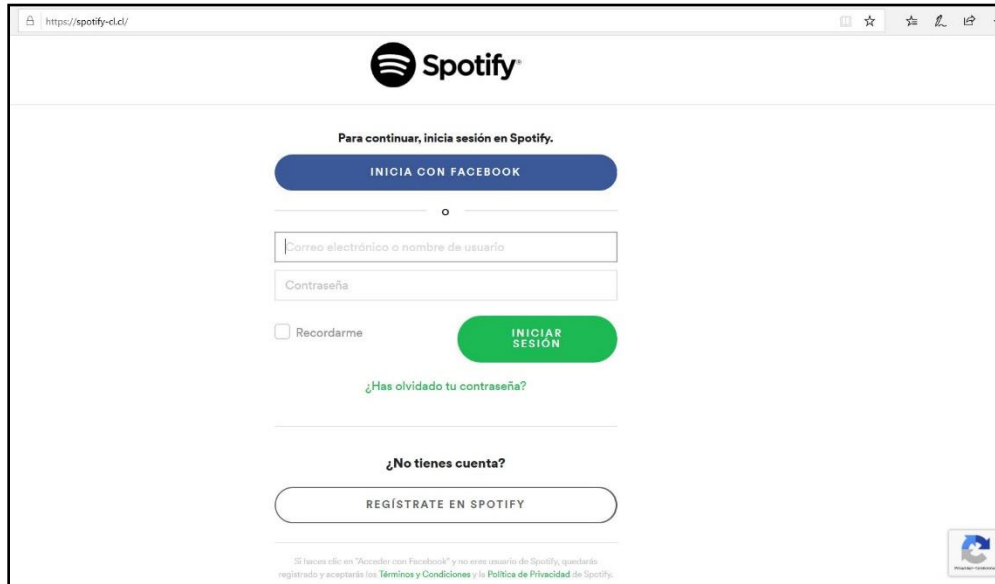 https://spotify-cl.cl/
Spotify®
Para continuar, inicia sesión en Spotify.
INICIA CON FACEBOOK
o
Correo electrónico o nombre de usuario
Contraseña
Recordarme
INICIAR
SESIÓN
¿Has olvidado tu contraseña?
¿No tienes cuenta?
REGÍSTRATE EN SPOTIFY
Si haces clic en "Acceder con Facebook" y no eres usuario de Spotify, quedarás
registrado y aceptarás los Términos y Condiciones y la Política de Privacidad de Spotify.